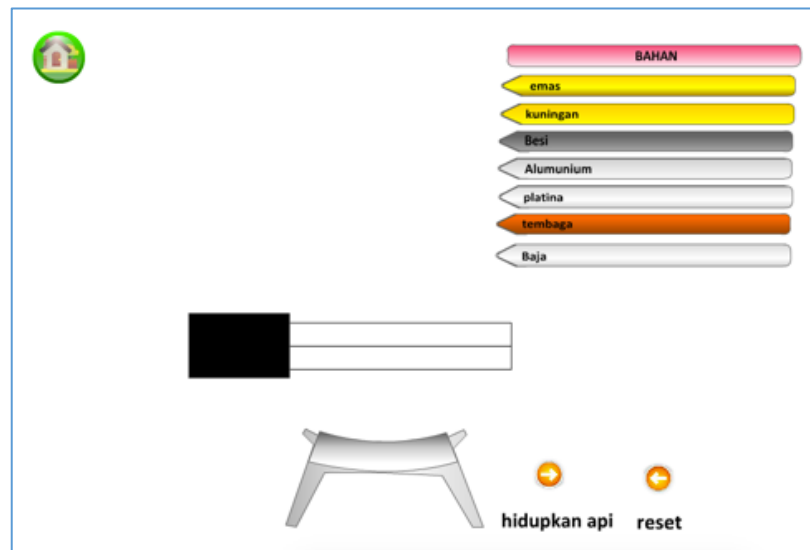 BAHAN
emas
kuningan
Besi
Alumunium
platina
tembaga
Baja
hidupkan api
reset